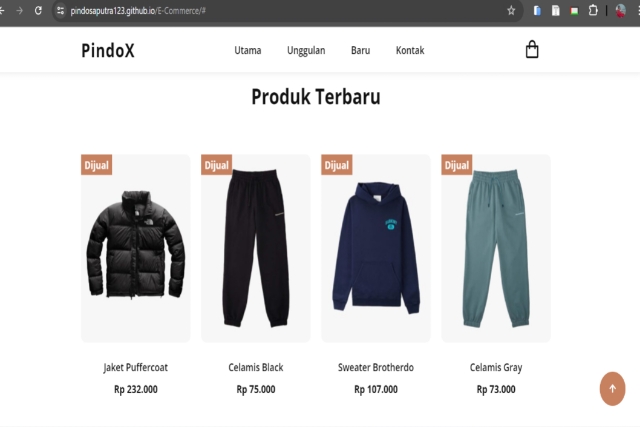 pindosaputra123.github.io/E-Commerce/#
PindoX
Utama Unggulan Baru Kontak
Produk Terbaru
Dijual Dijual Dijual Dijual
Jaket Puffercoat Celamis Black Sweater Brotherdo Celamis Gray
Rp 232.000 Rp 75.000 Rp 107.000 Rp 73.000